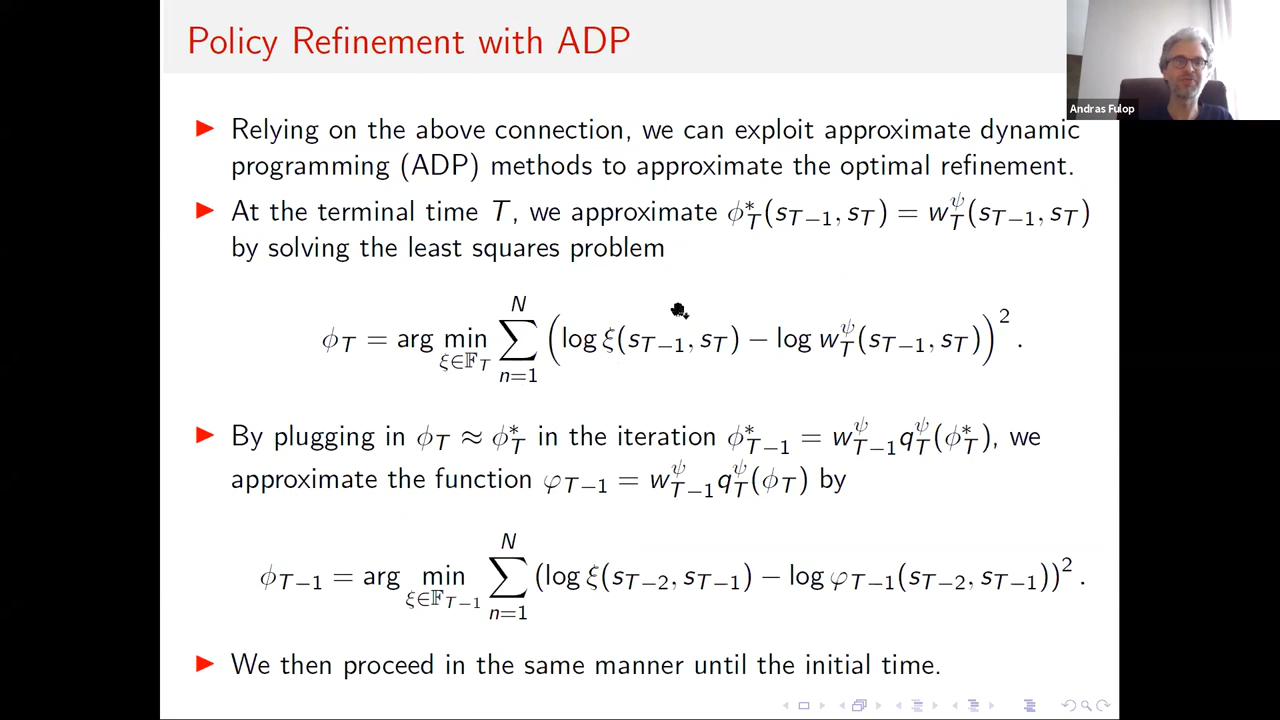 Policy Refinement with ADP
Andras Fulop
▶ Relying on the above connection, we can exploit approximate dynamic
programming (ADP) methods to approximate the optimal refinement.
▶ At the terminal time T, we approximate ϕ*_T(s_{T−1}, s_T) = w^ψ_T(s_{T−1}, s_T)
by solving the least squares problem
ϕ_T = arg min_{ξ∈𝔽_T} ∑_{n=1}^{N} (log ξ(s_{T−1}, s_T) − log w^ψ_T(s_{T−1}, s_T))^2.
▶ By plugging in ϕ_T ≈ ϕ*_T in the iteration ϕ*_{T−1} = w^ψ_{T−1} q^ψ_T(ϕ*_T), we
approximate the function φ_{T−1} = w^ψ_{T−1} q^ψ_T(ϕ_T) by
ϕ_{T−1} = arg min_{ξ∈𝔽_{T−1}} ∑_{n=1}^{N} (log ξ(s_{T−2}, s_{T−1}) − log φ_{T−1}(s_{T−2}, s_{T−1}))^2.
▶ We then proceed in the same manner until the initial time.